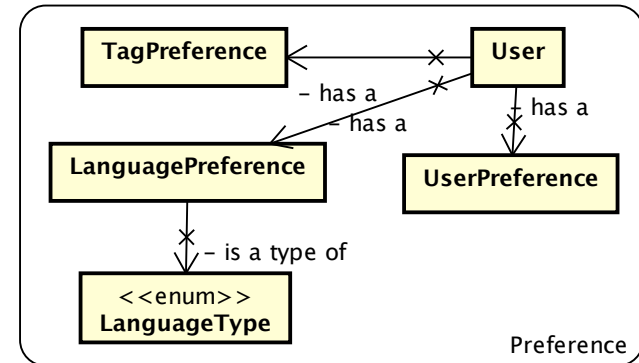 TagPreference
User
- has a
- has a
- has a
LanguagePreference
UserPreference
- is a type of
<<enum>>
LanguageType
Preference